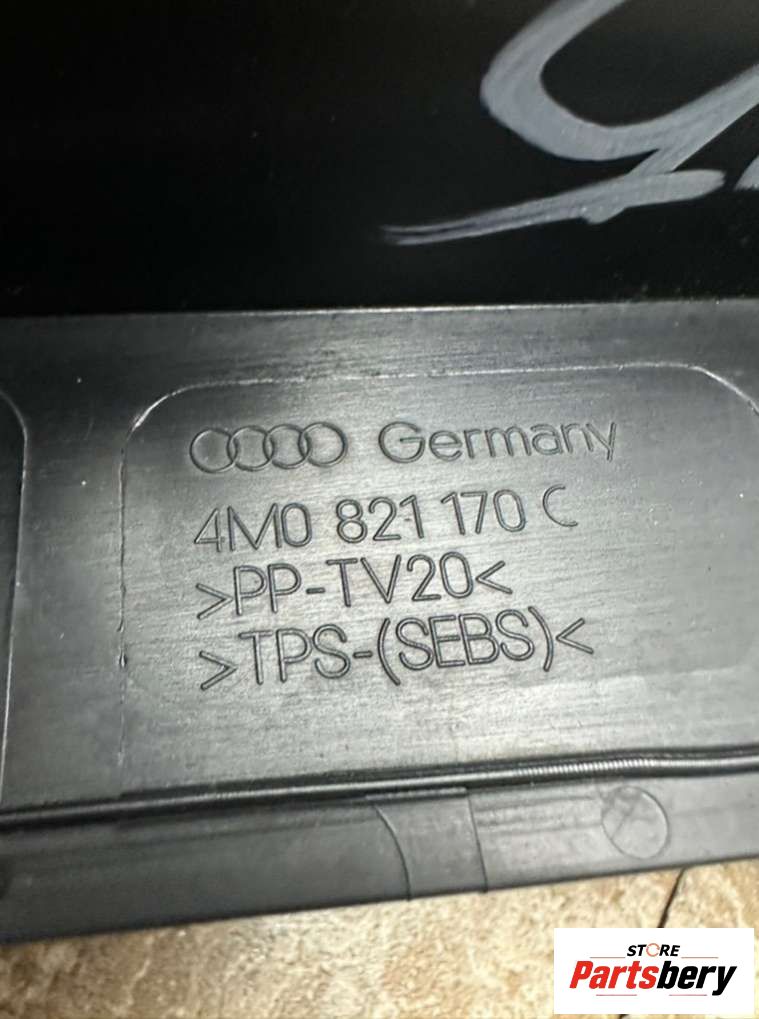 Germany
4M0 821 170 C
>PP-TV20<
>TPS-(SEBS)<
STORE
Partsbery